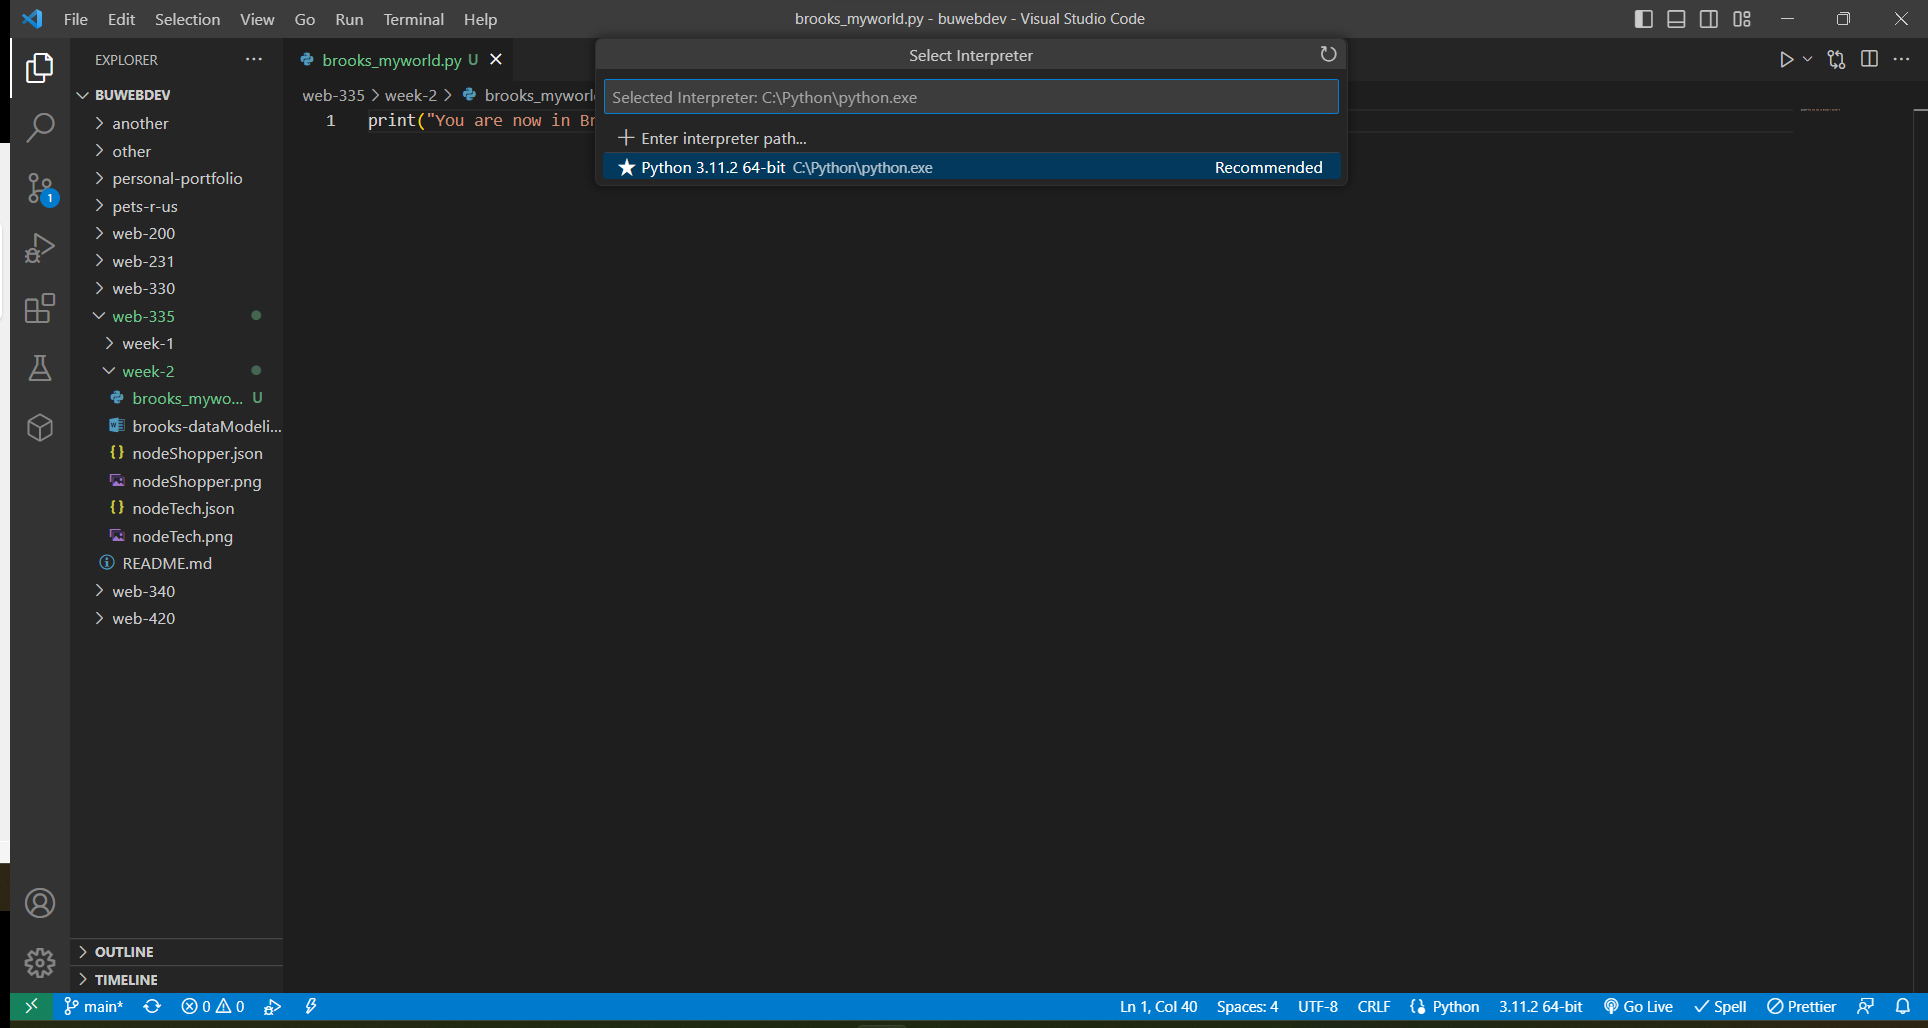 File Edit Selection View Go Run Terminal Help
brooks_myworld.py - buwebdev - Visual Studio Code
EXPLORER
BUWEBDEV
another
other
personal-portfolio
pets-r-us
web-200
web-231
web-330
web-335
week-1
week-2
brooks_mywo... U
brooks-dataModeli...
nodeShopper.json
nodeShopper.png
nodeTech.json
nodeTech.png
README.md
web-340
web-420
OUTLINE
TIMELINE
brooks_myworld.py U
web-335 > week-2 > brooks_myworl
1 print("You are now in Br
Select Interpreter
Selected Interpreter: C:\Python\python.exe
Enter interpreter path...
Python 3.11.2 64-bit C:\Python\python.exe Recommended
1
main* 0 0 Ln 1, Col 40 Spaces: 4 UTF-8 CRLF Python 3.11.2 64-bit Go Live Spell Prettier